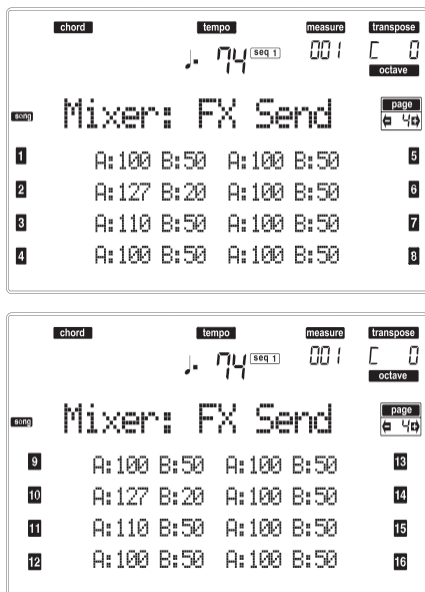 chord tempo measure transpose
♩. 74 seq 1 001 C 0
octave
song Mixer: FX Send page
4
1 A:100 B:50 A:100 B:50 5
2 A:127 B:20 A:100 B:50 6
3 A:110 B:50 A:100 B:50 7
4 A:100 B:50 A:100 B:50 8
chord tempo measure transpose
♩. 74 seq 1 001 C 0
octave
song Mixer: FX Send page
4
9 A:100 B:50 A:100 B:50 13
10 A:127 B:20 A:100 B:50 14
11 A:110 B:50 A:100 B:50 15
12 A:100 B:50 A:100 B:50 16